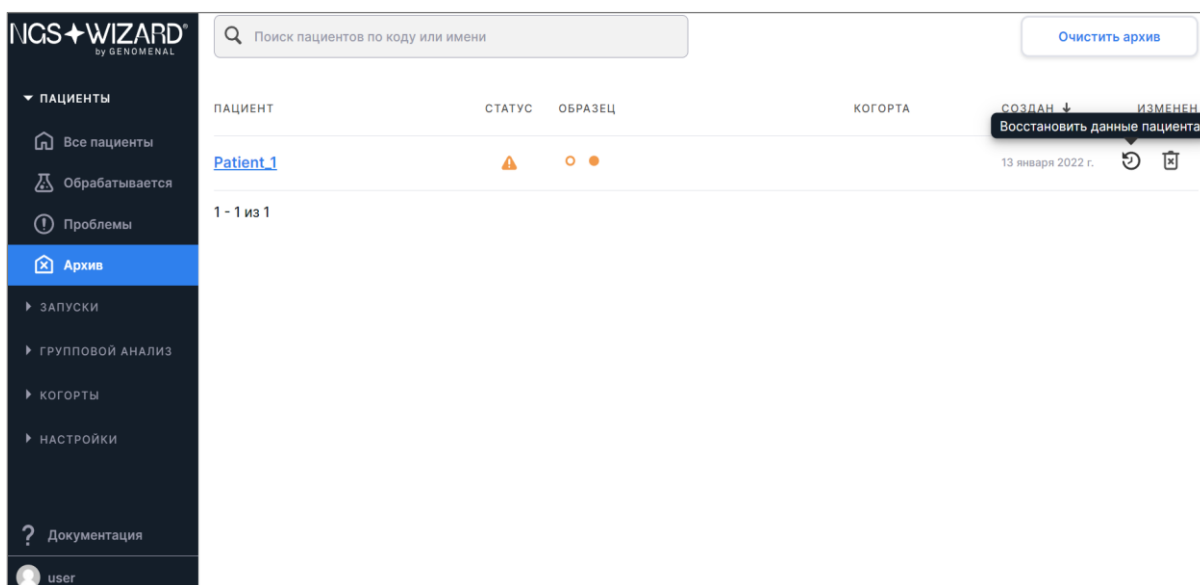 NGS WIZARD®
by GENOMENAL
Поиск пациентов по коду или имени
Очистить архив
ПАЦИЕНТЫ
Все пациенты
Обрабатывается
Проблемы
Архив
ЗАПУСКИ
ГРУППОВОЙ АНАЛИЗ
КОГОРТЫ
НАСТРОЙКИ
Документация
user
ПАЦИЕНТ СТАТУС ОБРАЗЕЦ КОГОРТА СОЗДАН ИЗМЕНЕН
Восстановить данные пациента
Patient_1 13 января 2022 г.
1 - 1 из 1